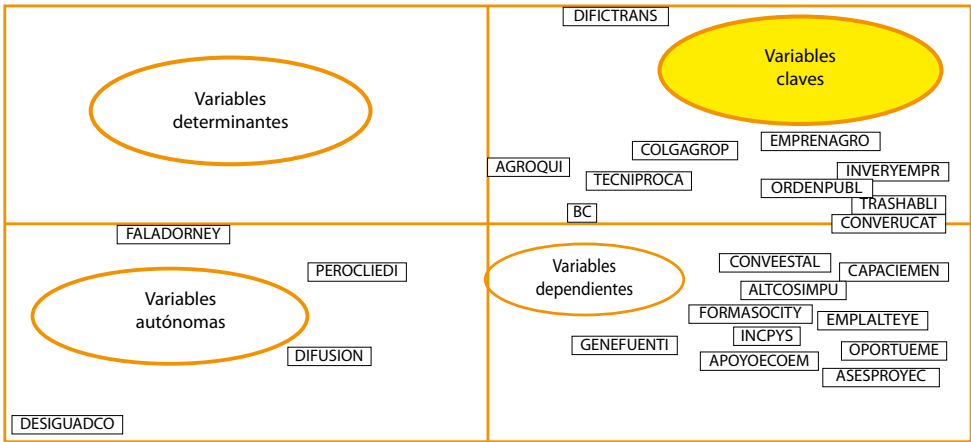 DIFICTRANS
Variables
claves
Variables
determinantes
EMPRENAGRO
COLGAGROP
AGROQUI
INVERYEMPR
TECNIPROCA
ORDENPUBL
TRASHABLI
BC
CONVERUCAT
FALADORNEY
PEROCLIEDI
Variables
autónomas
DIFUSION
DESIGUADCO
Variables
dependientes
CONVEESTAL
CAPACIEMEN
ALTCOSIMPU
FORMASOCITY
EMPLALTEYE
INCPYS
GENEFUENTI
OPORTUEME
APOYOECOEM
ASESPROYEC